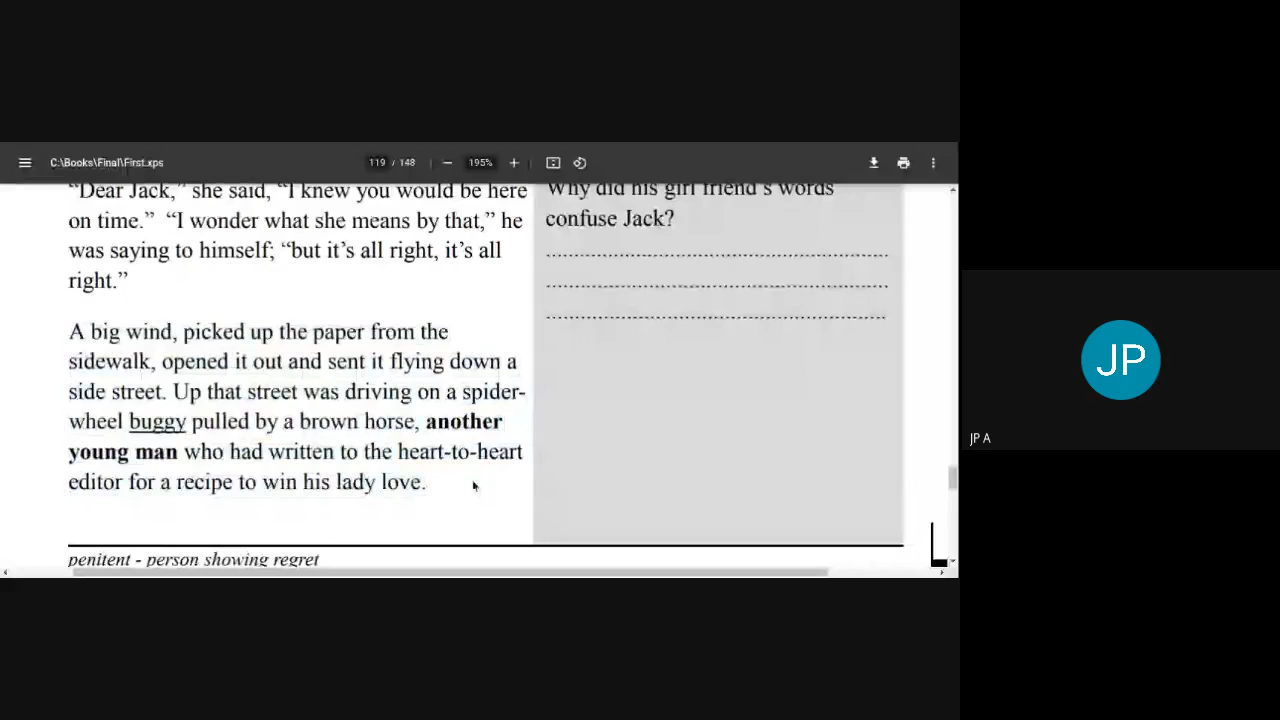 C:\Books\Final\First.xps
119 / 148
195%
“Dear Jack,” she said, “I knew you would be here
on time.” “I wonder what she means by that,” he
was saying to himself; “but it’s all right, it’s all
right.”
A big wind, picked up the paper from the
sidewalk, opened it out and sent it flying down a
side street. Up that street was driving on a spider-
wheel buggy pulled by a brown horse, another
young man who had written to the heart-to-heart
editor for a recipe to win his lady love.
penitent - person showing regret
Why did his girl friend’s words
confuse Jack?
JP
JP A